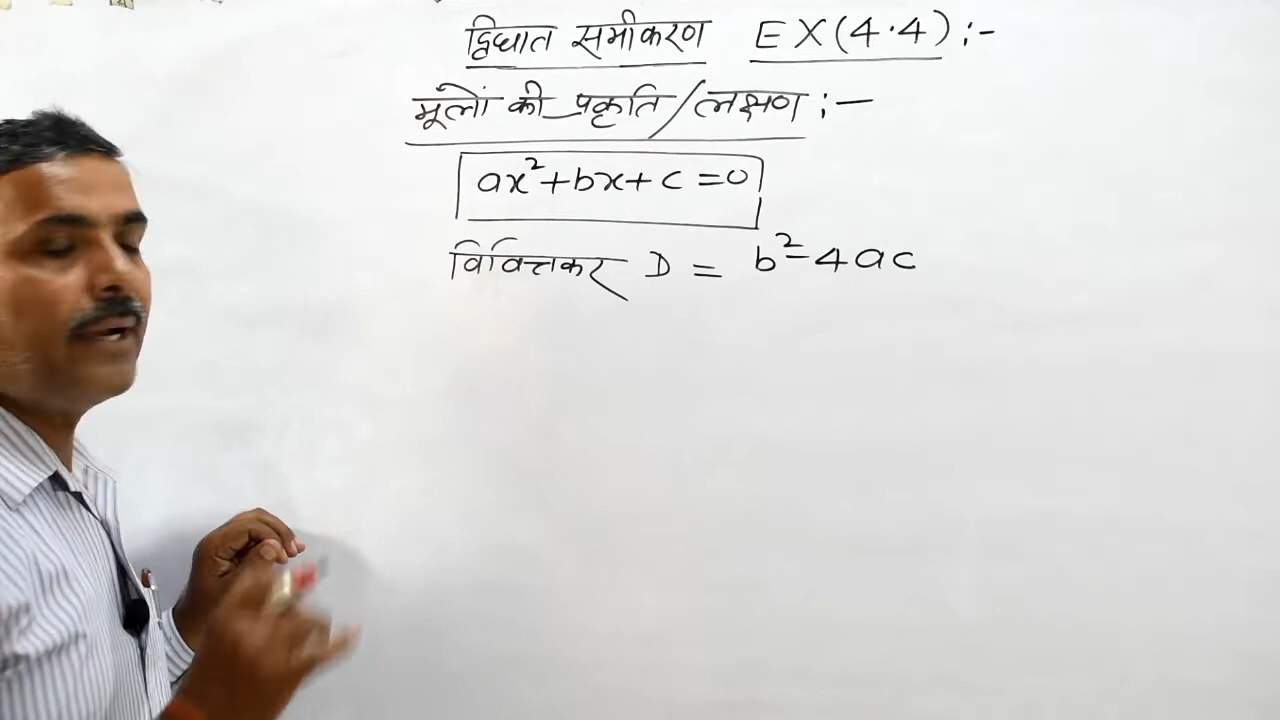 द्विघात समीकरण EX(4.4):-
मूलों की प्रकृति/लक्षण :-
ax²+bx+c=0
विवित्तकर D = b²-4ac